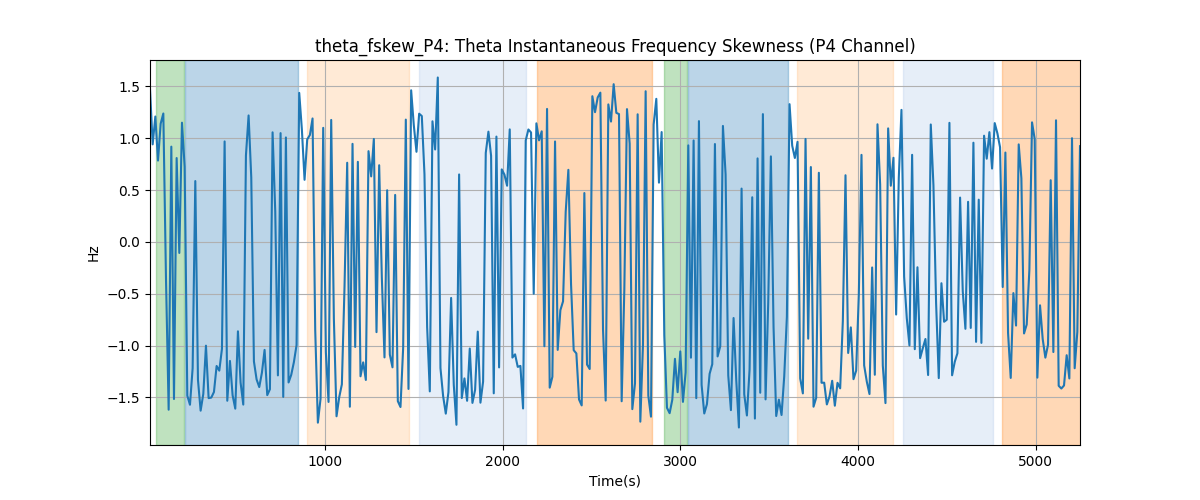 theta_fskew_P4: Theta Instantaneous Frequency Skewness (P4 Channel)
1.5
1.0
0.5
0.0
−0.5
−1.0
−1.5
Hz
1000 2000 3000 4000 5000
Time(s)